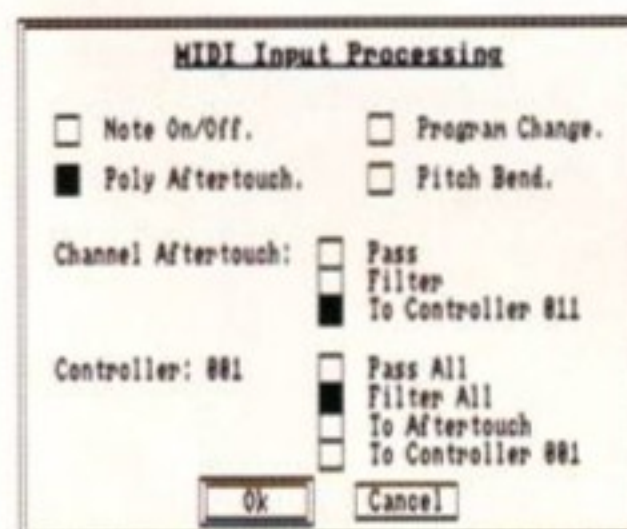 MIDI Input Processing
Note On/Off.
Program Change.
Poly Aftertouch.
Pitch Bend.
Channel Aftertouch:
Pass
Filter
To Controller 011
Controller: 001
Pass All
Filter All
To Aftertouch
To Controller 001
Ok
Cancel